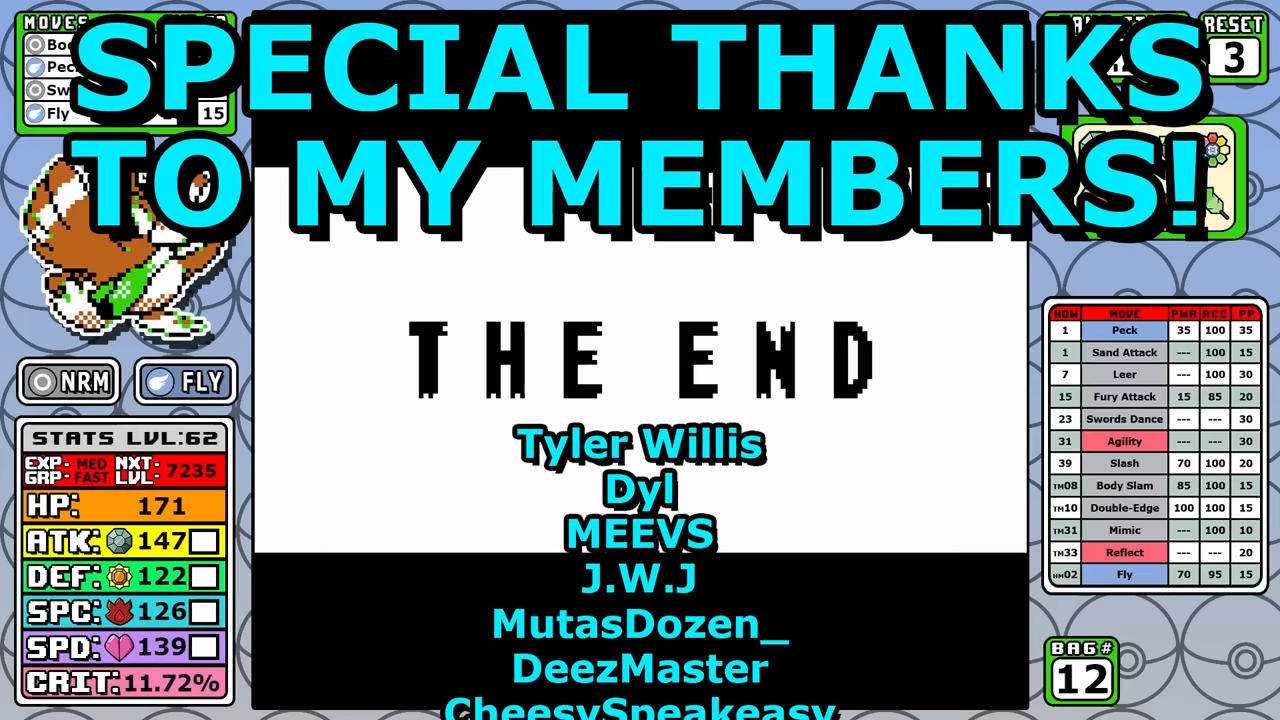 SPECIAL THANKS
TO MY MEMBERS!
MOVES
Fly 15
RESET
3
THE END
Tyler Willis
Dyl
MEEVS
J.W.J
MutasDozen_
DeezMaster
CheesySpeakeasy
NRM
FLY
STATS LVL:62
EXP-GRP- MED FAST NXT-LVL- 7235
HP: 171
ATK: 147
DEF: 122
SPC: 126
SPD: 139
CRIT: 11.72%
HOW MOVE PWR ACC PP
1 Peck 35 100 35
1 Sand Attack --- 100 15
7 Leer --- 100 30
15 Fury Attack 15 85 20
23 Swords Dance --- --- 30
31 Agility --- --- 30
39 Slash 70 100 20
TM08 Body Slam 85 100 15
TM10 Double-Edge 100 100 15
TM31 Mimic --- 100 10
TM33 Reflect --- --- 20
HM02 Fly 70 95 15
BAG#
12